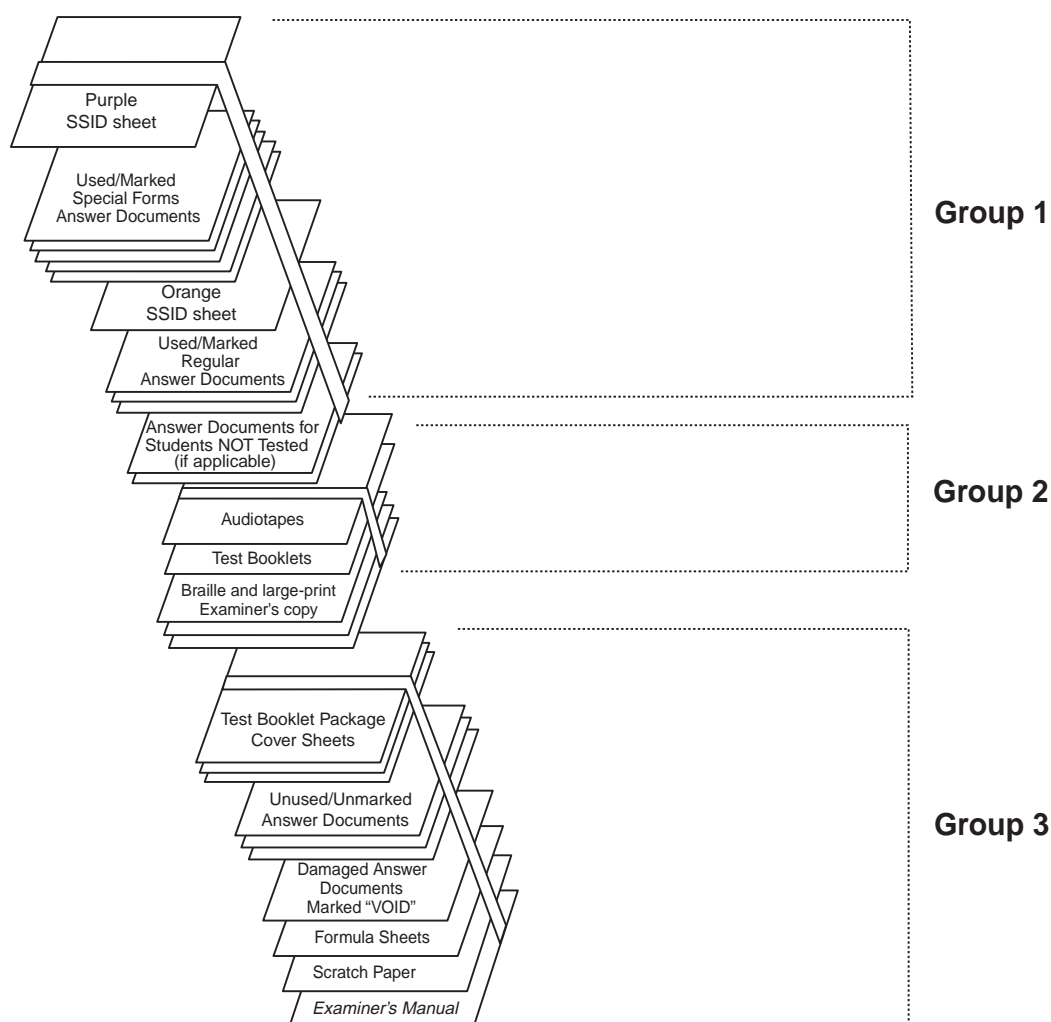 Purple
SSID sheet
Used/Marked
Special Forms
Answer Documents
Group 1
Orange
SSID sheet
Used/Marked
Regular
Answer Documents
Answer Documents for
Students NOT Tested
(if applicable)
Group 2
Audiotapes
Test Booklets
Braille and large-print
Examiner's copy
Test Booklet Package
Cover Sheets
Unused/Unmarked
Answer Documents
Group 3
Damaged Answer
Documents
Marked “VOID”
Formula Sheets
Scratch Paper
Examiner's Manual